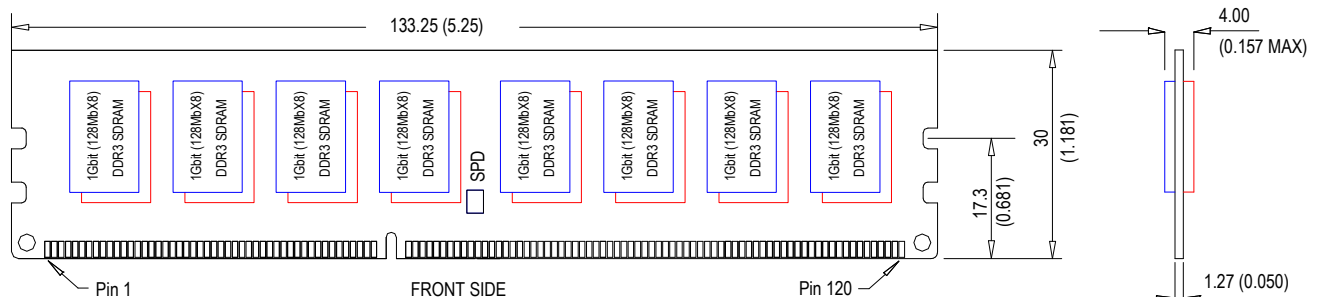 133.25 (5.25)
4.00
(0.157 MAX)
1Gbit (128MbX8)
DDR3 SDRAM
1Gbit (128MbX8)
DDR3 SDRAM
1Gbit (128MbX8)
DDR3 SDRAM
1Gbit (128MbX8)
DDR3 SDRAM
1Gbit (128MbX8)
DDR3 SDRAM
1Gbit (128MbX8)
DDR3 SDRAM
1Gbit (128MbX8)
DDR3 SDRAM
1Gbit (128MbX8)
DDR3 SDRAM
SPD
30
(1.181)
17.3
(0.681)
Pin 1
FRONT SIDE
Pin 120
1.27 (0.050)